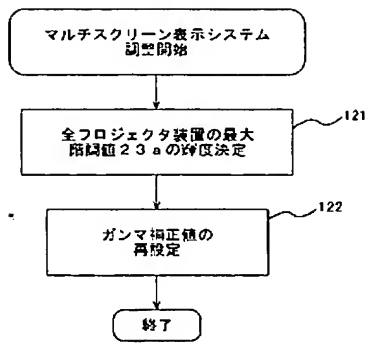 マルチスクリーン表示システム
調整開始
全プロジェクタ装置の最大
階調値23aの輝度決定
121
ガンマ補正値の
再設定
122
終了